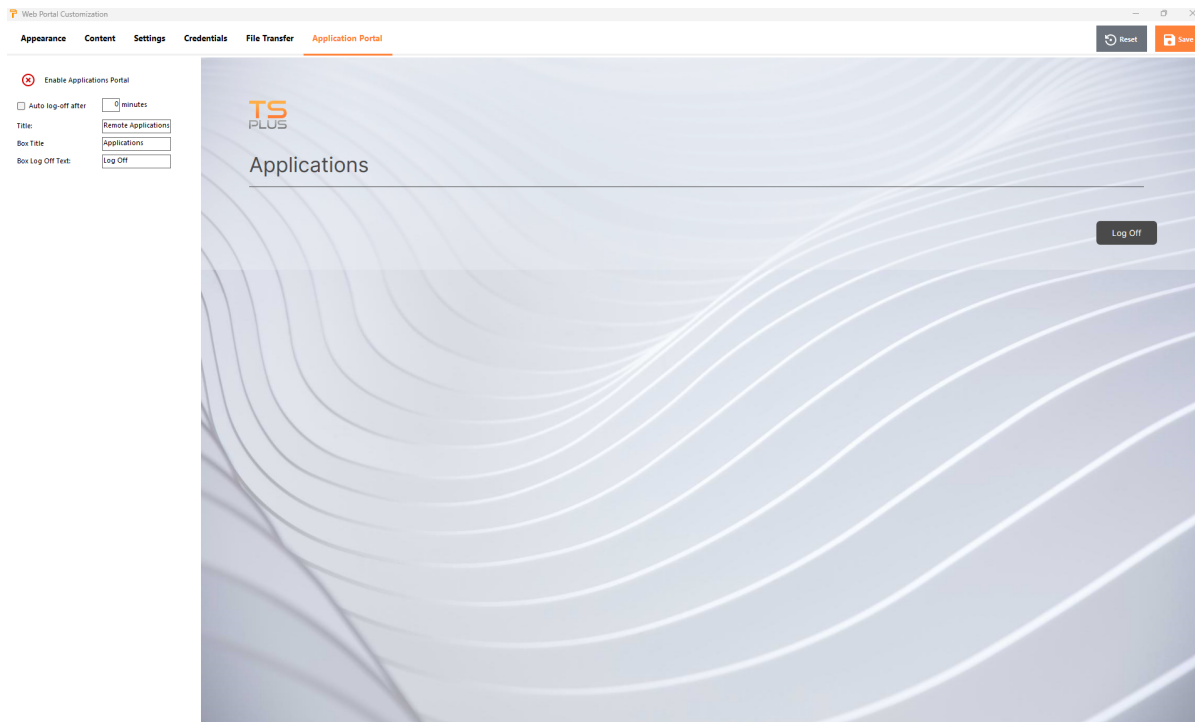 Web Portal Customization
Appearance Content Settings Credentials File Transfer Application Portal Reset Save
Enable Applications Portal
Auto log-off after 0 minutes
Title: Remote Applications
Box Title Applications
Box Log Off Text: Log Off
TS
PLUS
Applications
Log Off